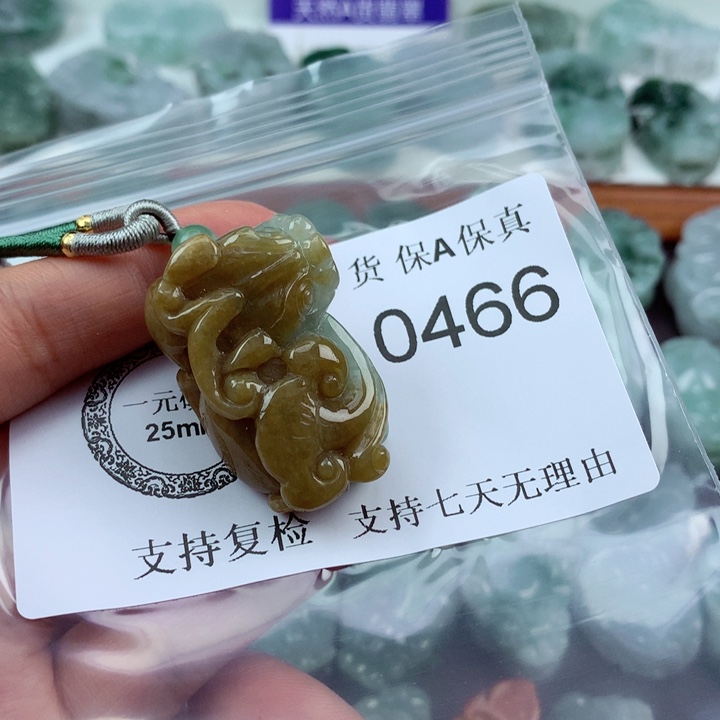 天然A货翡翠
货 保A保真
0466
一元
25m
支持复检 支持七天无理由